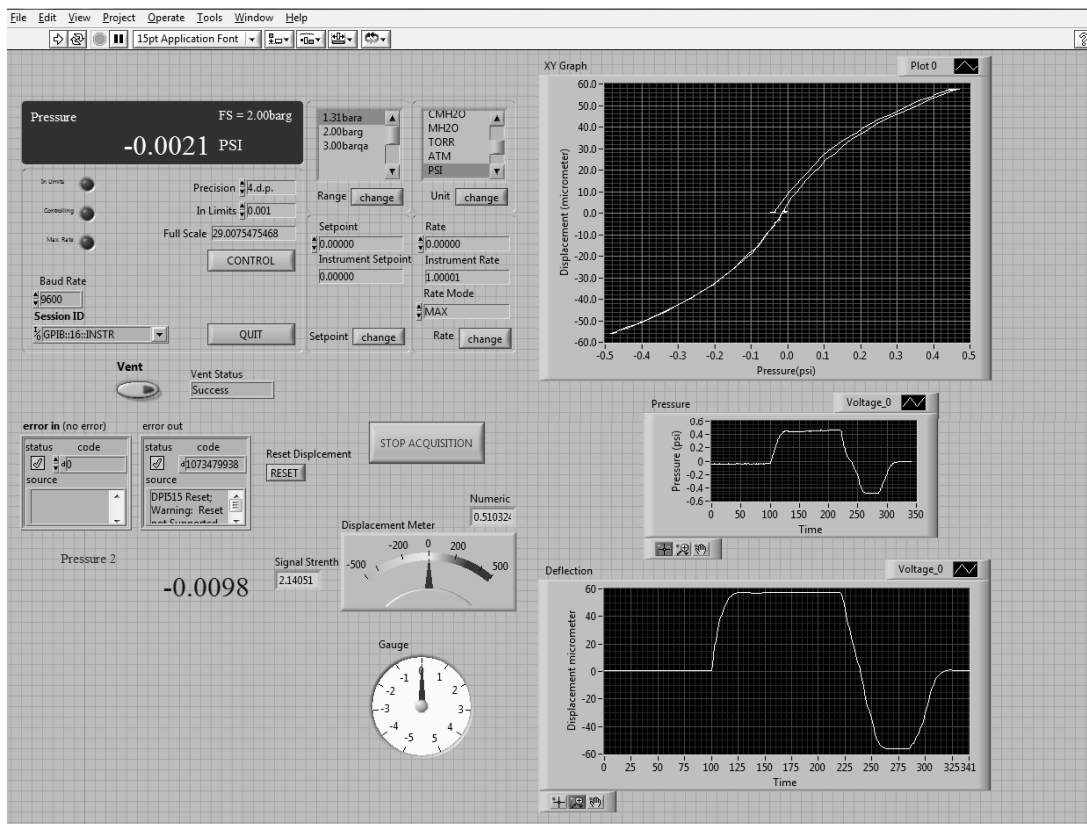 File Edit View Project Operate Tools Window Help
15pt Application Font
Pressure FS = 2.00barg
-0.0021 PSI
In Limits
Controlling
Max. Rate
Precision 4.d.p.
In Limits 0.001
Full Scale 29.0075475468
CONTROL
Baud Rate
9600
Session ID
GPIB::16::INSTR
QUIT
1.31bara
2.00barg
3.00barqa
Range change
CMH2O
MH2O
TORR
ATM
PSI
Unit change
Setpoint
0.00000
Instrument Setpoint
0.00000
Setpoint change
Rate
0.00000
Instrument Rate
1.00001
Rate Mode
MAX
Rate change
Vent
Vent Status
Success
error in (no error)
status code
d0
source
error out
status code
d1073479938
source
DPI515 Reset;
Warning: Reset
not Supported
Reset Displcement
RESET
STOP ACQUISITION
Numeric
0.510324
Displacement Meter
-500 -200 0 200 500
Signal Strenth
2.14051
Pressure 2
-0.0098
Gauge
-5 -4 -3 -2 -1 0 1 2 3 4 5
XY Graph
Plot 0
60.0
50.0
40.0
30.0
20.0
10.0
0.0
-10.0
-20.0
-30.0
-40.0
-50.0
-60.0
Displacement (micrometer)
-0.5 -0.4 -0.3 -0.2 -0.1 0.0 0.1 0.2 0.3 0.4 0.5
Pressure(psi)
Pressure
Voltage_0
0.6
0.4
0.2
0
-0.2
-0.4
-0.6
Pressure (psi)
0 50 100 150 200 250 300 350
Time
Deflection
Voltage_0
60
40
20
0
-20
-40
-60
Displacement micrometer
0 25 50 75 100 125 150 175 200 225 250 275 300 325 341
Time